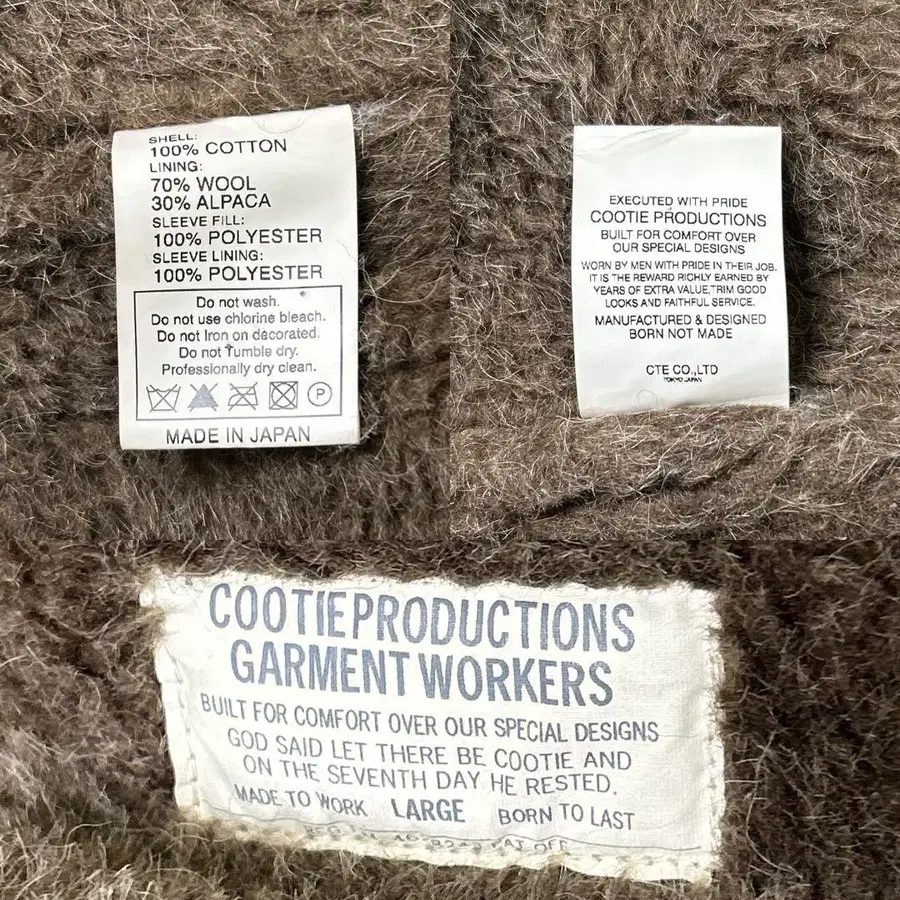 SHELL:
100% COTTON
LINING:
70% WOOL
30% ALPACA
SLEEVE FILL:
100% POLYESTER
SLEEVE LINING:
100% POLYESTER
Do not wash.
Do not use chlorine bleach.
Do not Iron on decorated.
Do not Tumble dry.
Professionally dry clean.
P
MADE IN JAPAN
EXECUTED WITH PRIDE
COOTIE PRODUCTIONS
BUILT FOR COMFORT OVER
OUR SPECIAL DESIGNS
WORN BY MEN WITH PRIDE IN THEIR JOB.
IT IS THE REWARD RICHLY EARNED BY
YEARS OF EXTRA VALUE,TRIM GOOD
LOOKS AND FAITHFUL SERVICE.
MANUFACTURED & DESIGNED
BORN NOT MADE
CTE CO.,LTD
TOKYO JAPAN
COOTIEPRODUCTIONS
GARMENT WORKERS
BUILT FOR COMFORT OVER OUR SPECIAL DESIGNS
GOD SAID LET THERE BE COOTIE AND
ON THE SEVENTH DAY HE RESTED.
MADE TO WORK LARGE BORN TO LAST